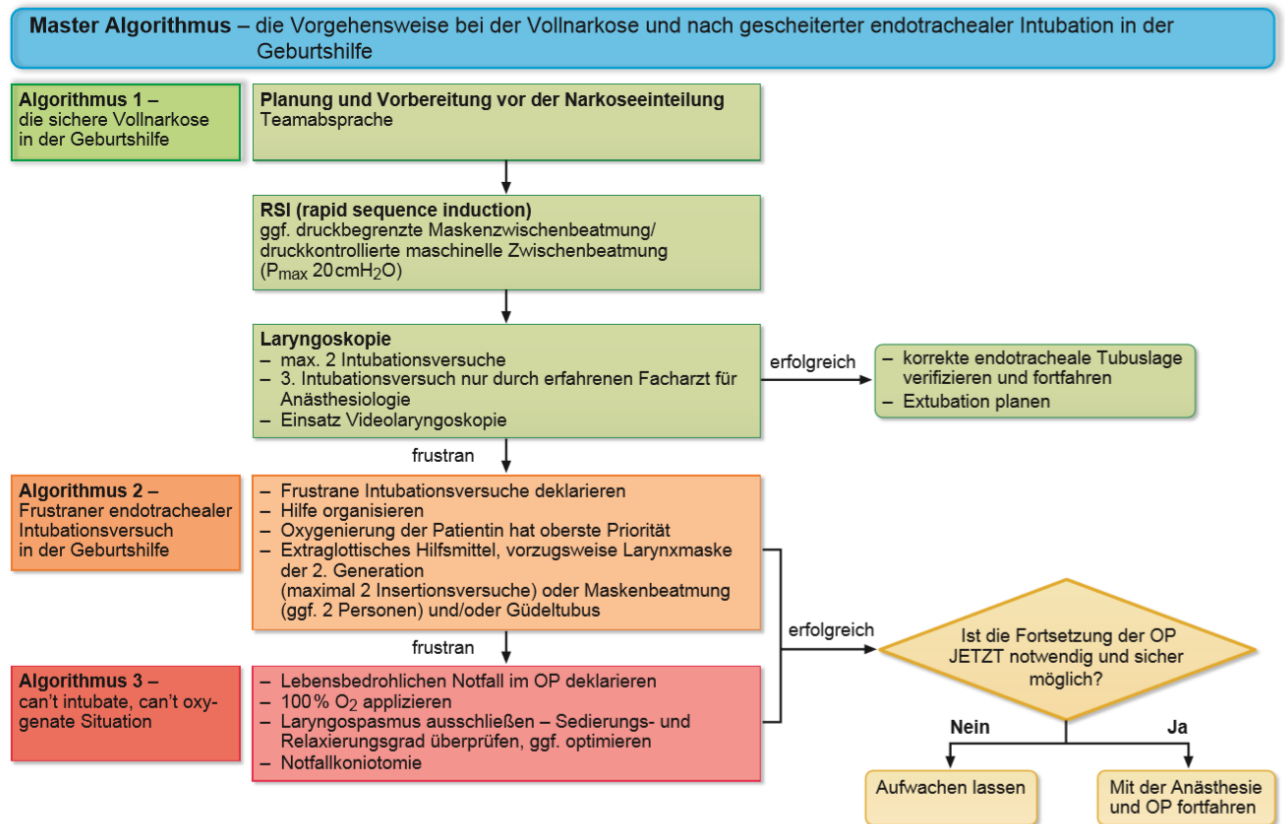 Master Algorithmus – die Vorgehensweise bei der Vollnarkose und nach gescheiterter endotrachealer Intubation in der
Geburtshilfe
Algorithmus 1 –
die sichere Vollnarkose
in der Geburtshilfe
Planung und Vorbereitung vor der Narkoseeinteilung
Teamabsprache
RSI (rapid sequence induction)
ggf. druckbegrenzte Maskenzwischenbeatmung/
druckkontrollierte maschinelle Zwischenbeatmung
(Pmax 20 cmH2O)
Laryngoskopie
– max. 2 Intubationsversuche
– 3. Intubationsversuch nur durch erfahrenen Facharzt für
Anästhesiologie
– Einsatz Videolaryngoskopie
erfolgreich
– korrekte endotracheale Tubuslage
verifizieren und fortfahren
– Extubation planen
frustran
Algorithmus 2 –
Frustraner endotrachealer
Intubationsversuch
in der Geburtshilfe
– Frustrane Intubationsversuche deklarieren
– Hilfe organisieren
– Oxygenierung der Patientin hat oberste Priorität
– Extraglottisches Hilfsmittel, vorzugsweise Larynxmaske
der 2. Generation
(maximal 2 Insertionsversuche) oder Maskenbeatmung
(ggf. 2 Personen) und/oder Güdeltubus
frustran
Algorithmus 3 –
can't intubate, can't oxy-
genate Situation
– Lebensbedrohlichen Notfall im OP deklarieren
– 100 % O2 applizieren
– Laryngospasmus ausschließen – Sedierungs- und
Relaxierungsgrad überprüfen, ggf. optimieren
– Notfallkoniotomie
erfolgreich
Ist die Fortsetzung der OP
JETZT notwendig und sicher
möglich?
Nein
Ja
Aufwachen lassen
Mit der Anästhesie
und OP fortfahren